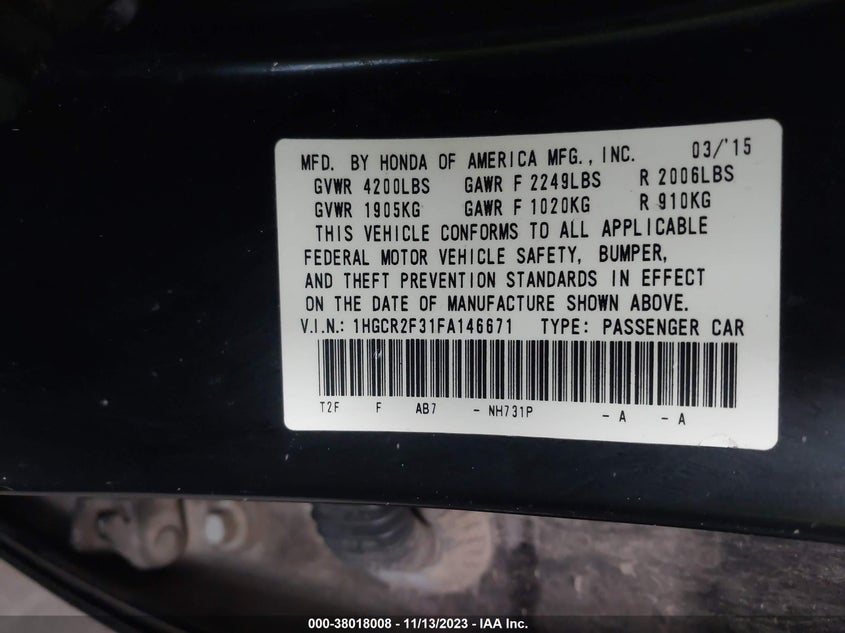 MFD. BY HONDA OF AMERICA MFG., INC. 03/'15
GVWR 4200LBS GAWR F 2249LBS R 2006LBS
GVWR 1905KG GAWR F 1020KG R 910KG
THIS VEHICLE CONFORMS TO ALL APPLICABLE
FEDERAL MOTOR VEHICLE SAFETY, BUMPER,
AND THEFT PREVENTION STANDARDS IN EFFECT
ON THE DATE OF MANUFACTURE SHOWN ABOVE.
V.I.N.: 1HGCR2F31FA146671 TYPE: PASSENGER CAR
T2F F AB7 - NH731P - A - A
000-38018008 - 11/13/2023 - IAA Inc.